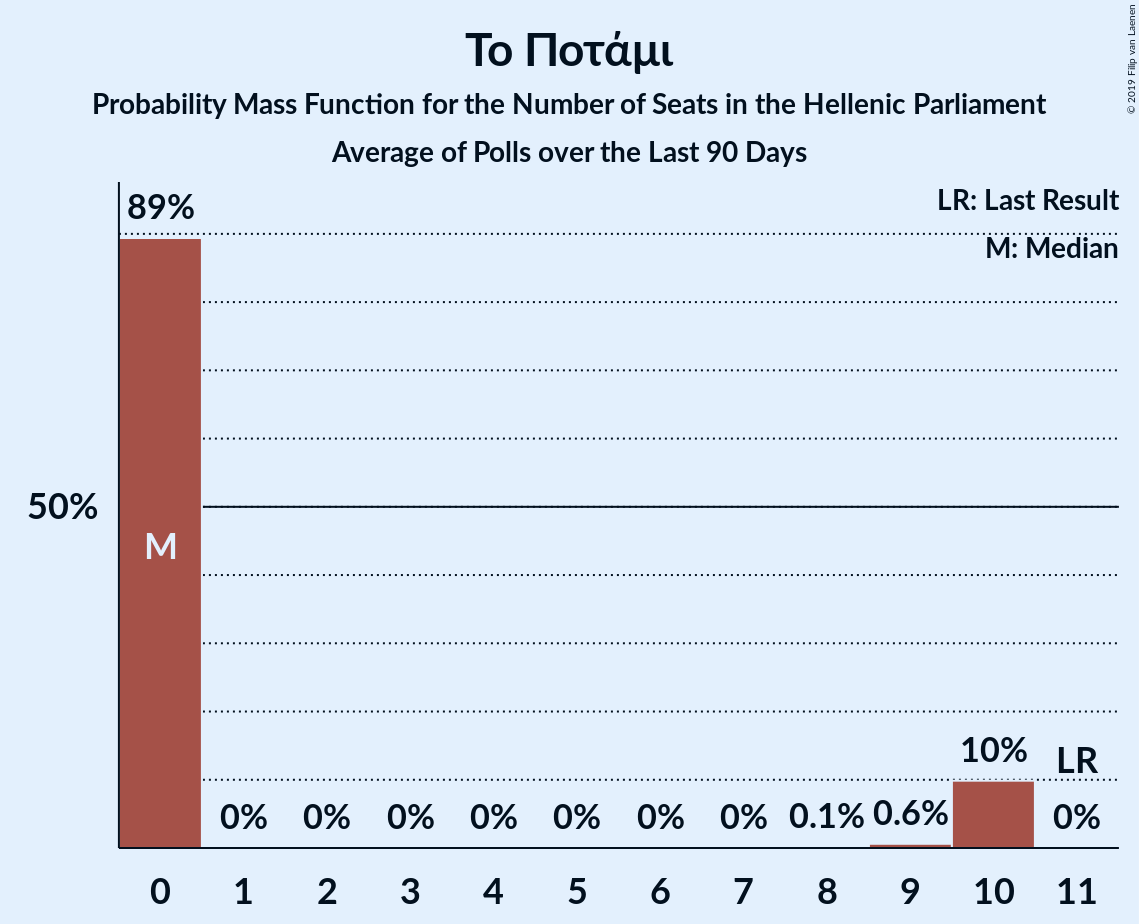 Το Ποτάμι
Probability Mass Function for the Number of Seats in the Hellenic Parliament
Average of Polls over the Last 90 Days
© 2019 Filip van Laenen
LR: Last Result
M: Median
89%
50%
M
10%
LR
0% 0% 0% 0% 0% 0% 0% 0.1% 0.6% 0%
0 1 2 3 4 5 6 7 8 9 10 11